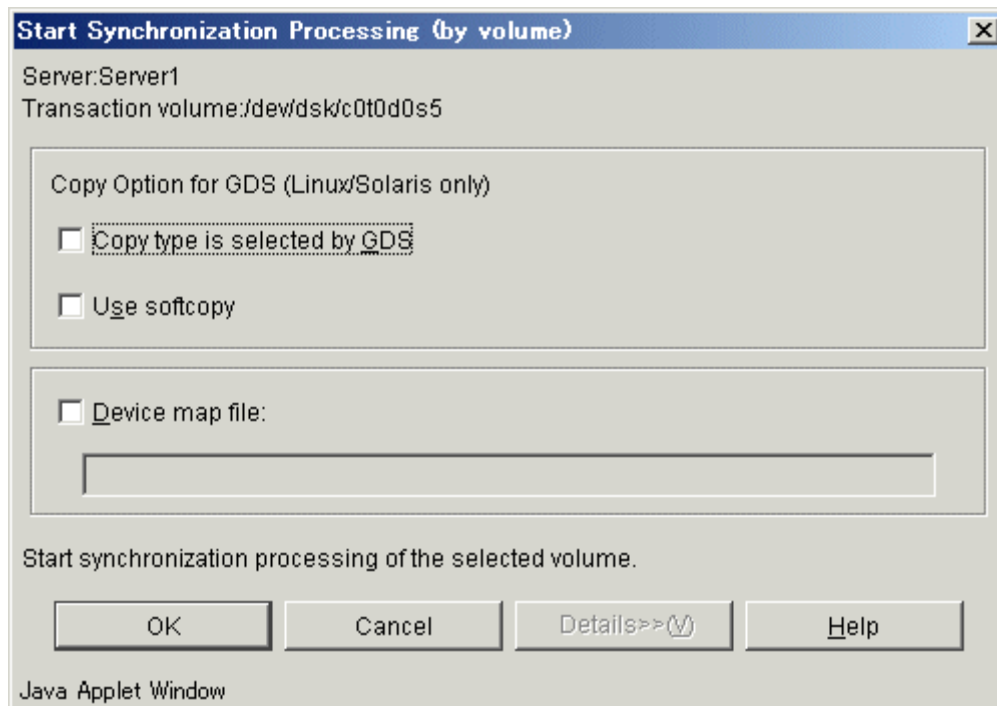 Start Synchronization Processing (by volume)
Server:Server1
Transaction volume:/dev/dsk/c0t0d0s5
Copy Option for GDS (Linux/Solaris only)
Copy type is selected by GDS
Use softcopy
Device map file:
Start synchronization processing of the selected volume.
OK Cancel Details>>(V) Help
Java Applet Window